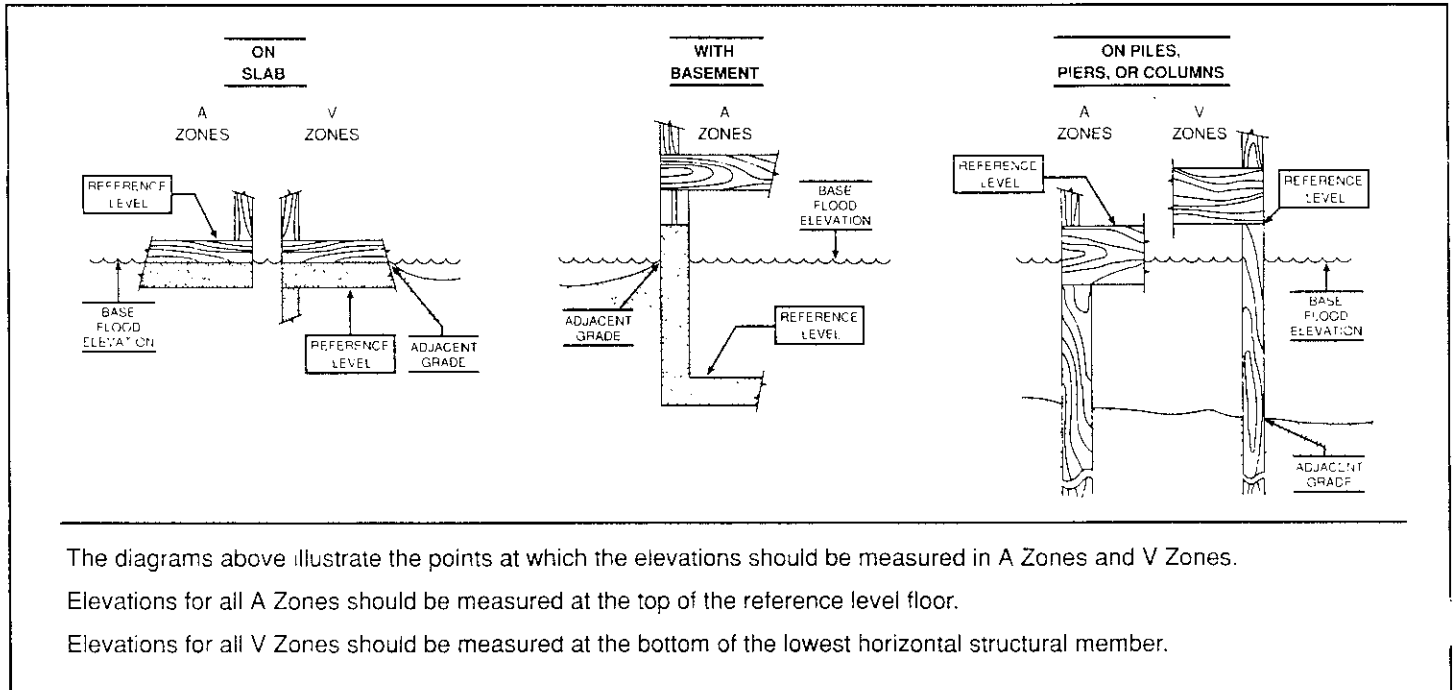 ON
SLAB
A
ZONES
V
ZONES
REFERENCE
LEVEL
BASE
FLOOD
ELEVATION
REFERENCE
LEVEL
ADJACENT
GRADE
WITH
BASEMENT
A
ZONES
BASE
FLOOD
ELEVATION
ADJACENT
GRADE
REFERENCE
LEVEL
ON PILES,
PIERS, OR COLUMNS
A
ZONES
V
ZONES
REFERENCE
LEVEL
REFERENCE
LEVEL
BASE
FLOOD
ELEVATION
ADJACENT
GRADE
The diagrams above illustrate the points at which the elevations should be measured in A Zones and V Zones.
Elevations for all A Zones should be measured at the top of the reference level floor.
Elevations for all V Zones should be measured at the bottom of the lowest horizontal structural member.